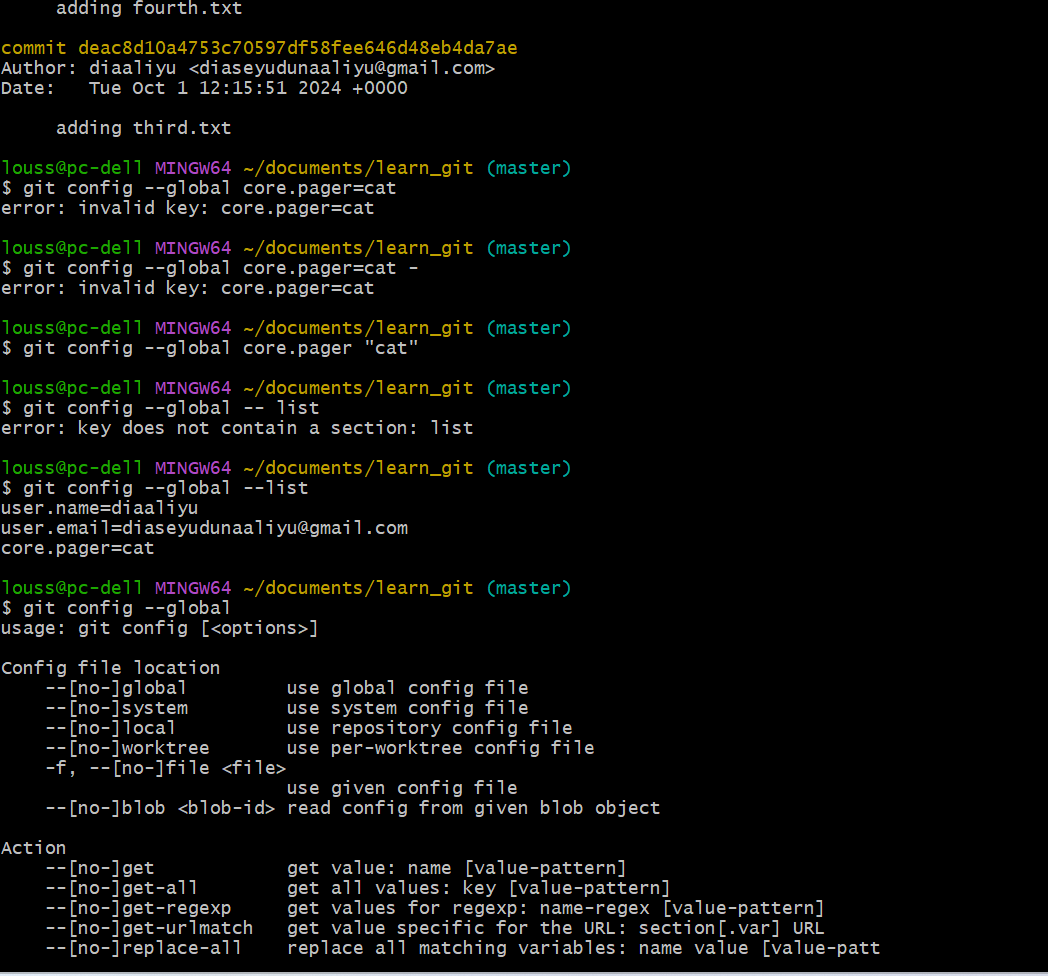 adding fourth.txt
commit deac8d10a4753c70597df58fee646d48eb4da7ae
Author: diaaliyu <diaseyudunaaliyu@gmail.com>
Date:   Tue Oct 1 12:15:51 2024 +0000
adding third.txt
louss@pc-dell MINGW64 ~/documents/learn_git (master)
$ git config --global core.pager=cat
error: invalid key: core.pager=cat
louss@pc-dell MINGW64 ~/documents/learn_git (master)
$ git config --global core.pager=cat -
error: invalid key: core.pager=cat
louss@pc-dell MINGW64 ~/documents/learn_git (master)
$ git config --global core.pager "cat"
louss@pc-dell MINGW64 ~/documents/learn_git (master)
$ git config --global -- list
error: key does not contain a section: list
louss@pc-dell MINGW64 ~/documents/learn_git (master)
$ git config --global --list
user.name=diaaliyu
user.email=diaseyudunaaliyu@gmail.com
core.pager=cat
louss@pc-dell MINGW64 ~/documents/learn_git (master)
$ git config --global
usage: git config [<options>]
Config file location
--[no-]global         use global config file
--[no-]system         use system config file
--[no-]local          use repository config file
--[no-]worktree       use per-worktree config file
-f, --[no-]file <file>
use given config file
--[no-]blob <blob-id> read config from given blob object
Action
--[no-]get            get value: name [value-pattern]
--[no-]get-all        get all values: key [value-pattern]
--[no-]get-regexp     get values for regexp: name-regex [value-pattern]
--[no-]get-urlmatch   get value specific for the URL: section[.var] URL
--[no-]replace-all    replace all matching variables: name value [value-patt